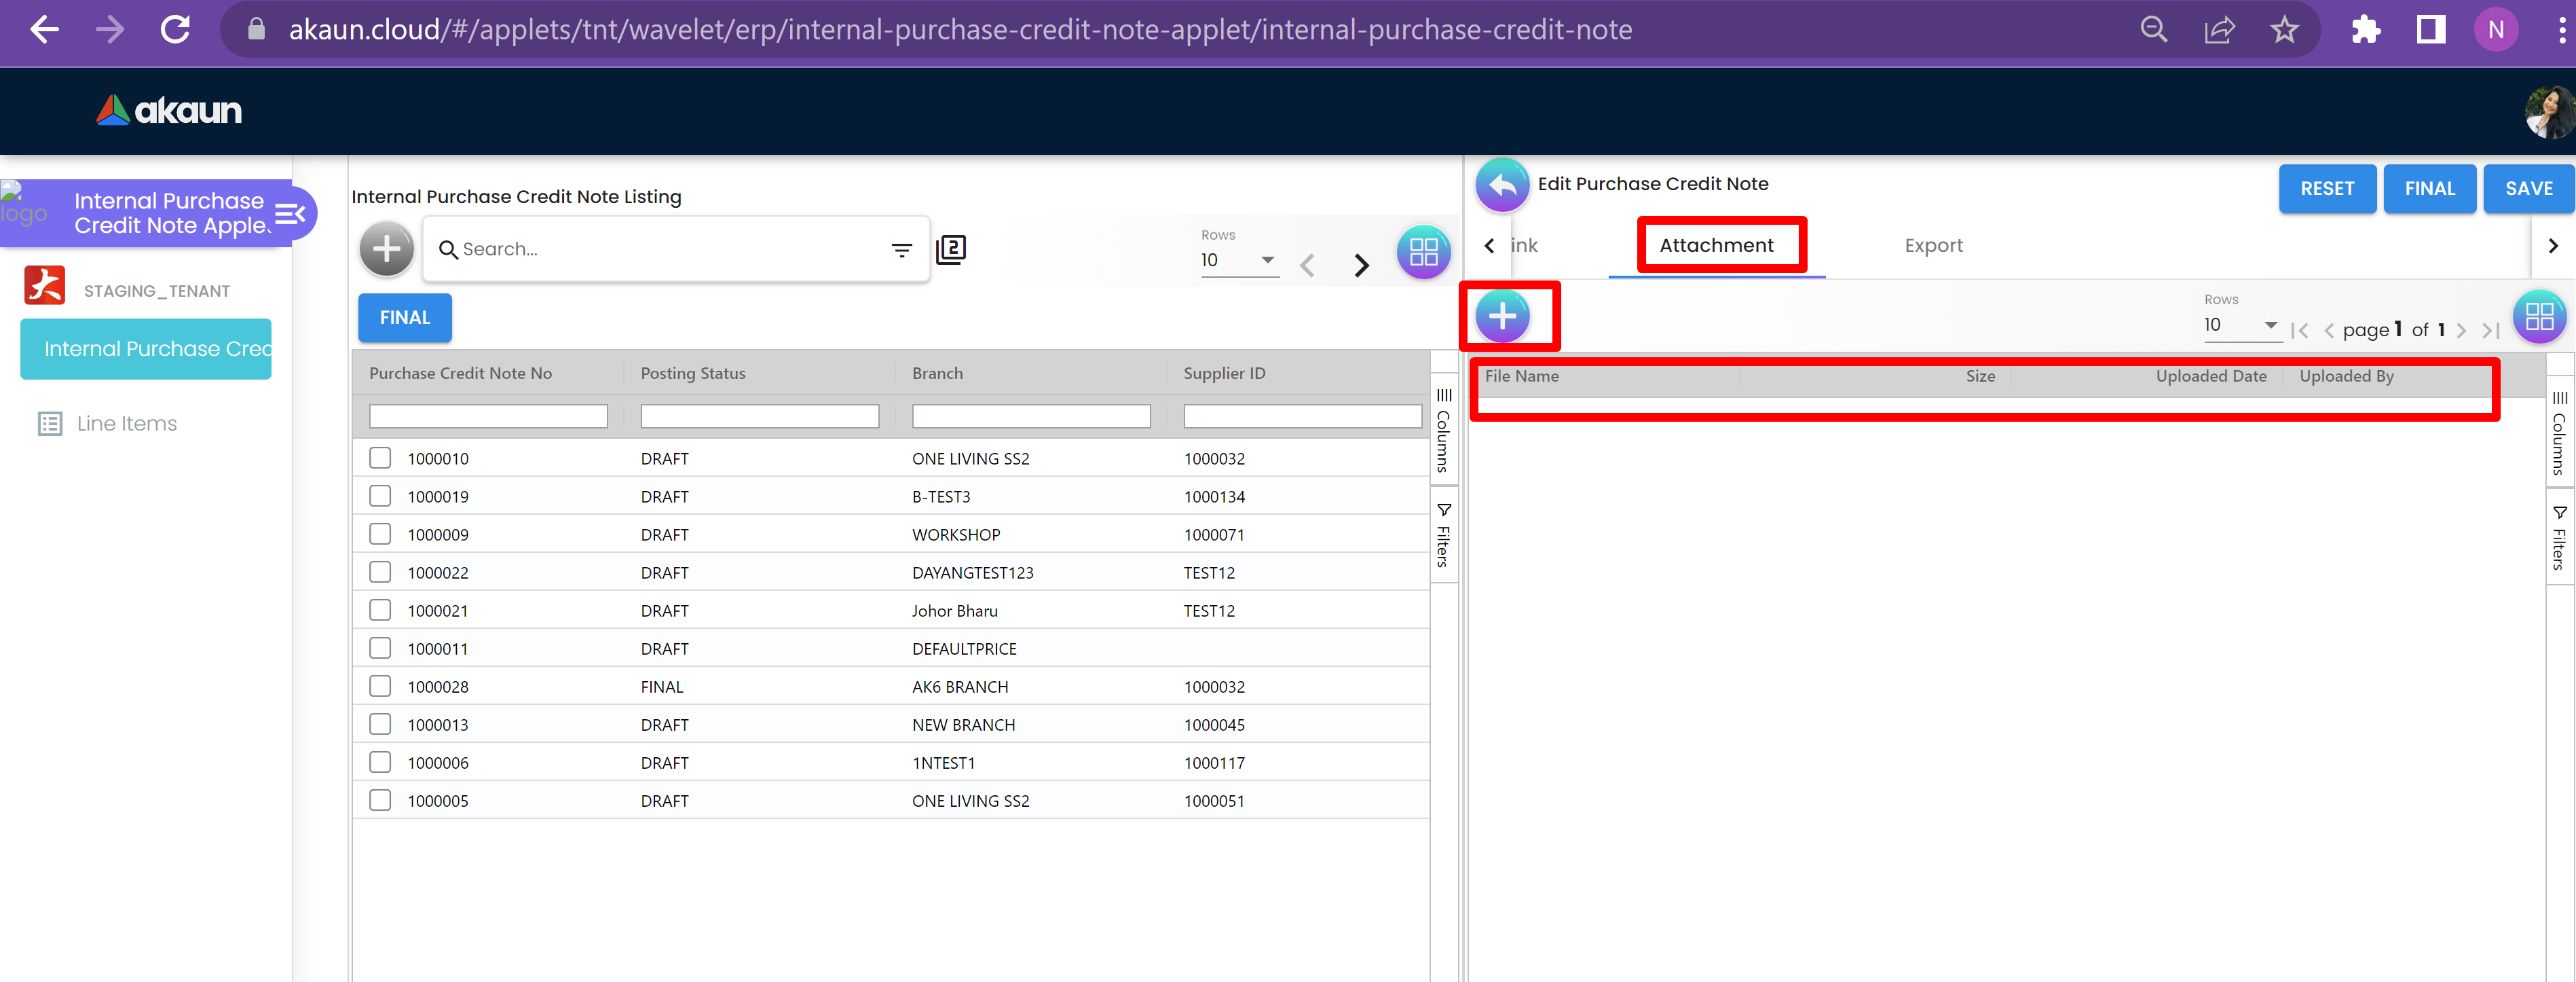 akaun.cloud/#/applets/tnt/wavelet/erp/internal-purchase-credit-note-applet/internal-purchase-credit-note
N
akaun
logo
Internal Purchase
Credit Note Apple
STAGING_TENANT
Internal Purchase Cred
Line Items
Internal Purchase Credit Note Listing
Search...
2
Rows
10
FINAL
Purchase Credit Note No Posting Status Branch Supplier ID
1000010 DRAFT ONE LIVING SS2 1000032
1000019 DRAFT B-TEST3 1000134
1000009 DRAFT WORKSHOP 1000071
1000022 DRAFT DAYANGTEST123 TEST12
1000021 DRAFT Johor Bharu TEST12
1000011 DRAFT DEFAULTPRICE
1000028 FINAL AK6 BRANCH 1000032
1000013 DRAFT NEW BRANCH 1000045
1000006 DRAFT 1NTEST1 1000117
1000005 DRAFT ONE LIVING SS2 1000051
Columns
Filters
Edit Purchase Credit Note
RESET FINAL SAVE
ink Attachment Export
Rows
10
page 1 of 1
File Name Size Uploaded Date Uploaded By
Columns
Filters